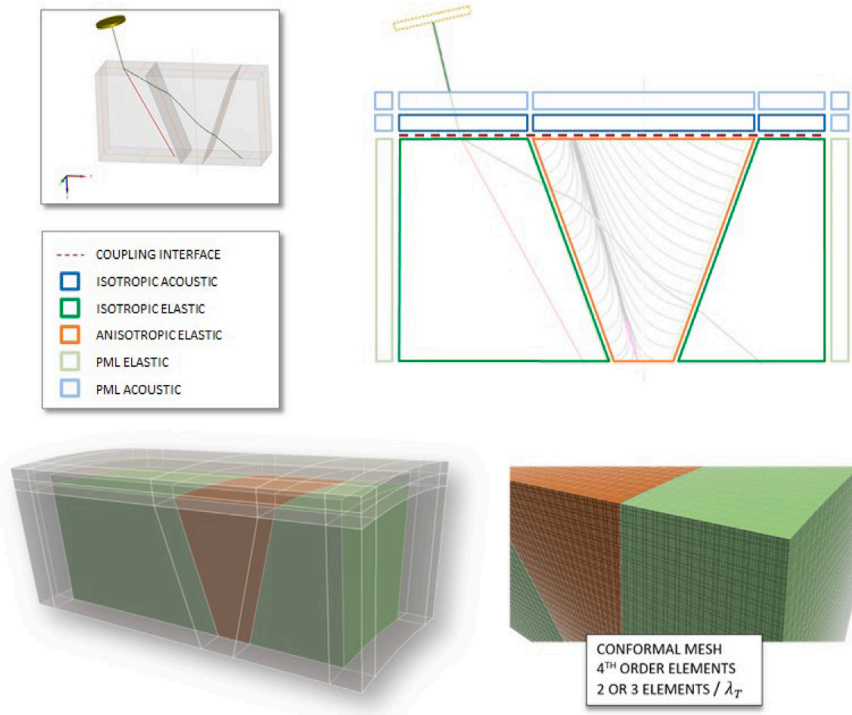 COUPLING INTERFACE
ISOTROPIC ACOUSTIC
ISOTROPIC ELASTIC
ANISOTROPIC ELASTIC
PML ELASTIC
PML ACOUSTIC
CONFORMAL MESH
4TH ORDER ELEMENTS
2 OR 3 ELEMENTS / λT